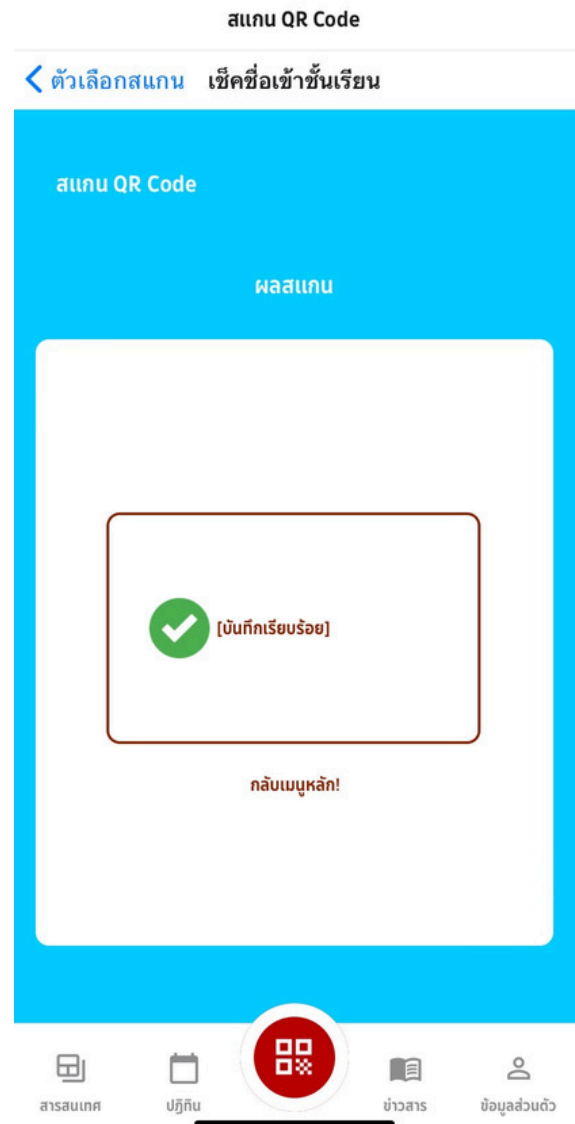 สแกน QR Code
ตัวเลือกสแกน เช็คชื่อเข้าชั้นเรียน
สแกน QR Code
ผลสแกน
[บันทึกเรียบร้อย]
กลับเมนูหลัก!
สารสนเทศ ปฏิทิน ข่าวสาร ข้อมูลส่วนตัว